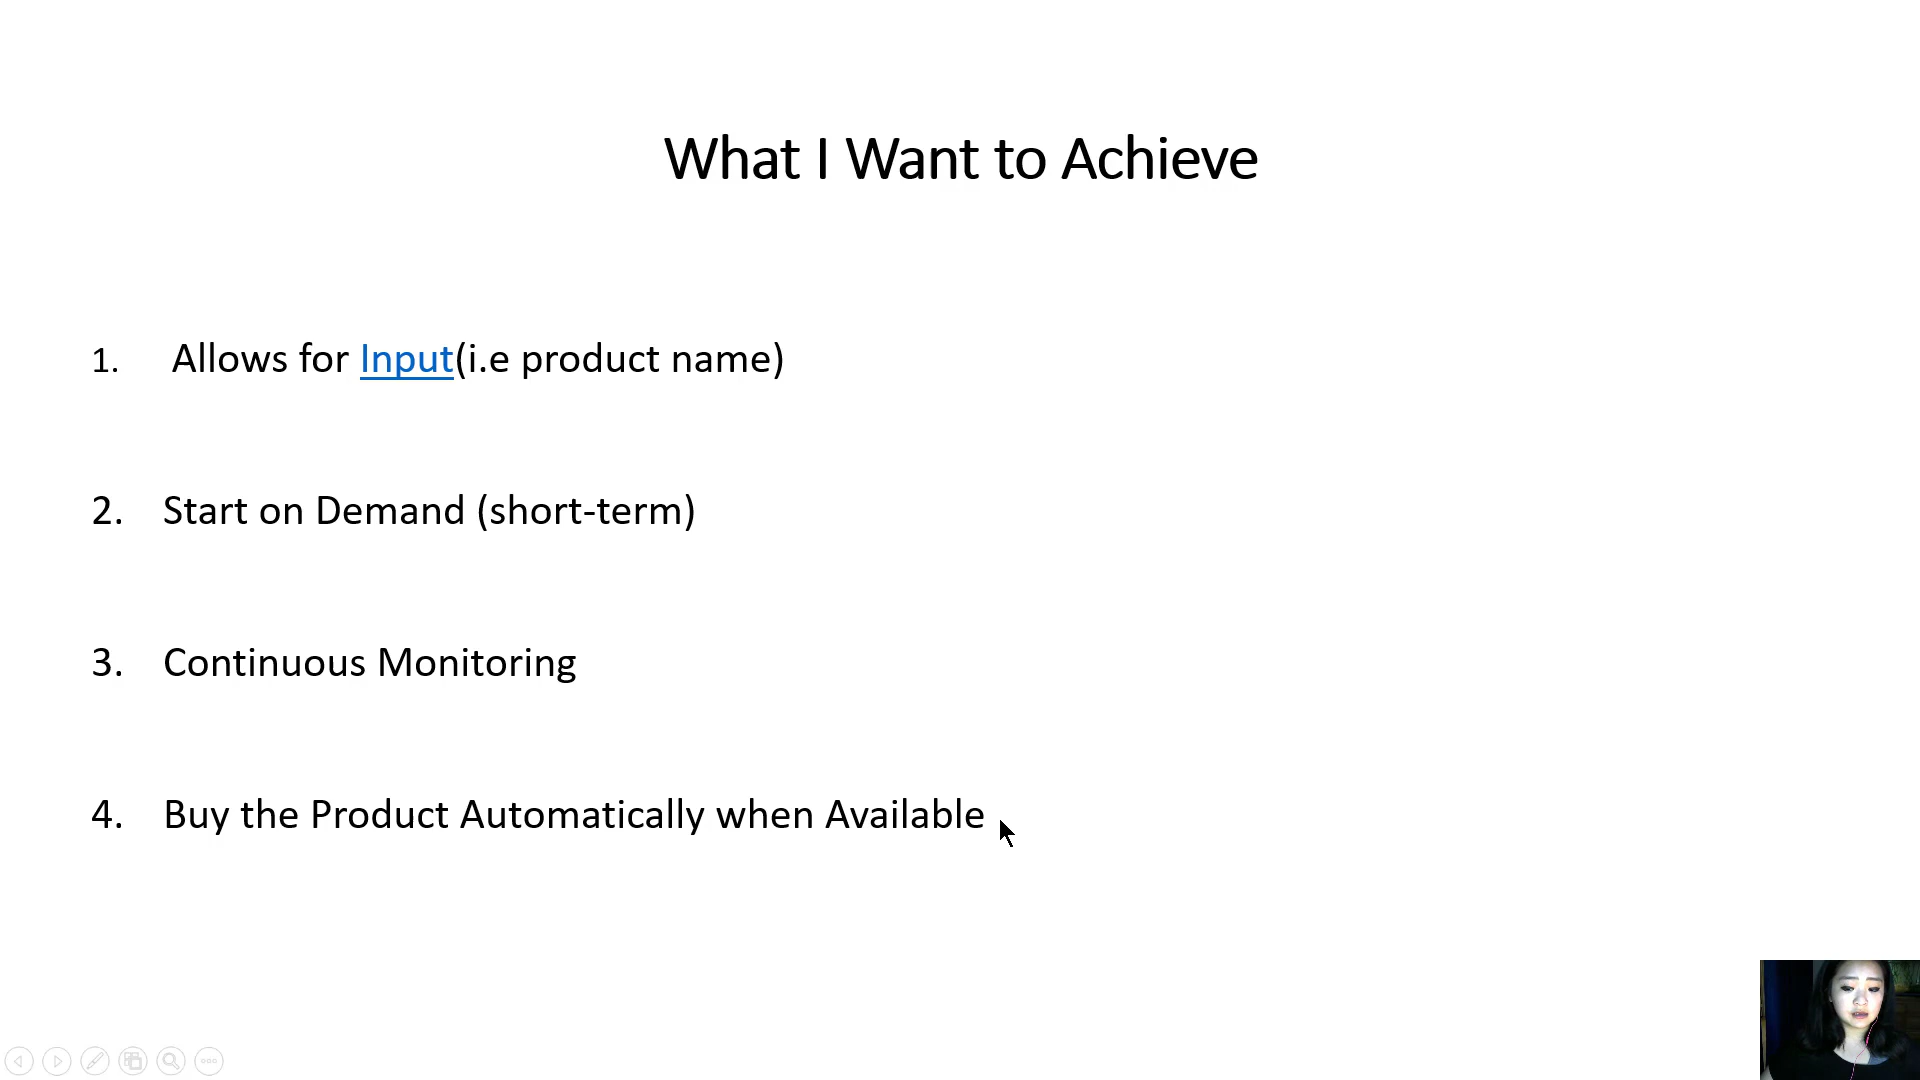 What I Want to Achieve
1. Allows for Input(i.e product name)
2. Start on Demand (short-term)
3. Continuous Monitoring
4. Buy the Product Automatically when Available